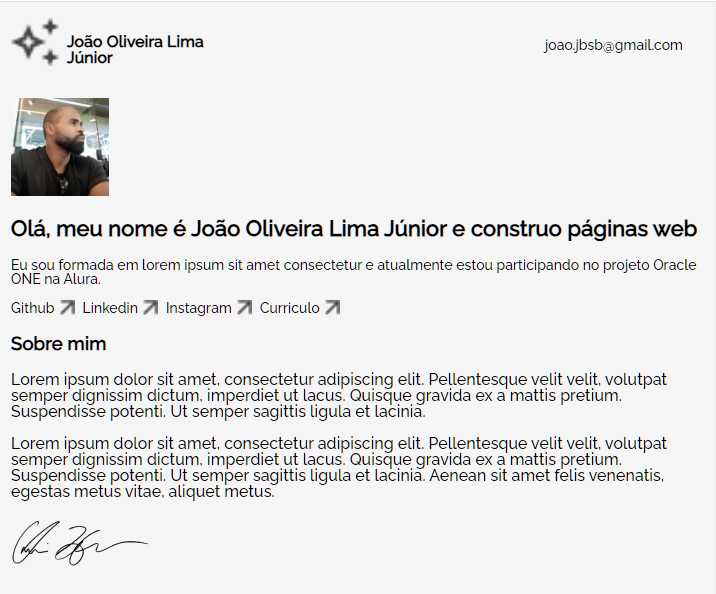 João Oliveira Lima
Júnior
joao.jbsb@gmail.com
Olá, meu nome é João Oliveira Lima Júnior e construo páginas web
Eu sou formada em lorem ipsum sit amet consectetur e atualmente estou participando no projeto Oracle
ONE na Alura.
Github Linkedin Instagram Curriculo
Sobre mim
Lorem ipsum dolor sit amet, consectetur adipiscing elit. Pellentesque velit velit, volutpat
semper dignissim dictum, imperdiet ut lacus. Quisque gravida ex a mattis pretium.
Suspendisse potenti. Ut semper sagittis ligula et lacinia.
Lorem ipsum dolor sit amet, consectetur adipiscing elit. Pellentesque velit velit, volutpat
semper dignissim dictum, imperdiet ut lacus. Quisque gravida ex a mattis pretium.
Suspendisse potenti. Ut semper sagittis ligula et lacinia. Aenean sit amet felis venenatis,
egestas metus vitae, aliquet metus.